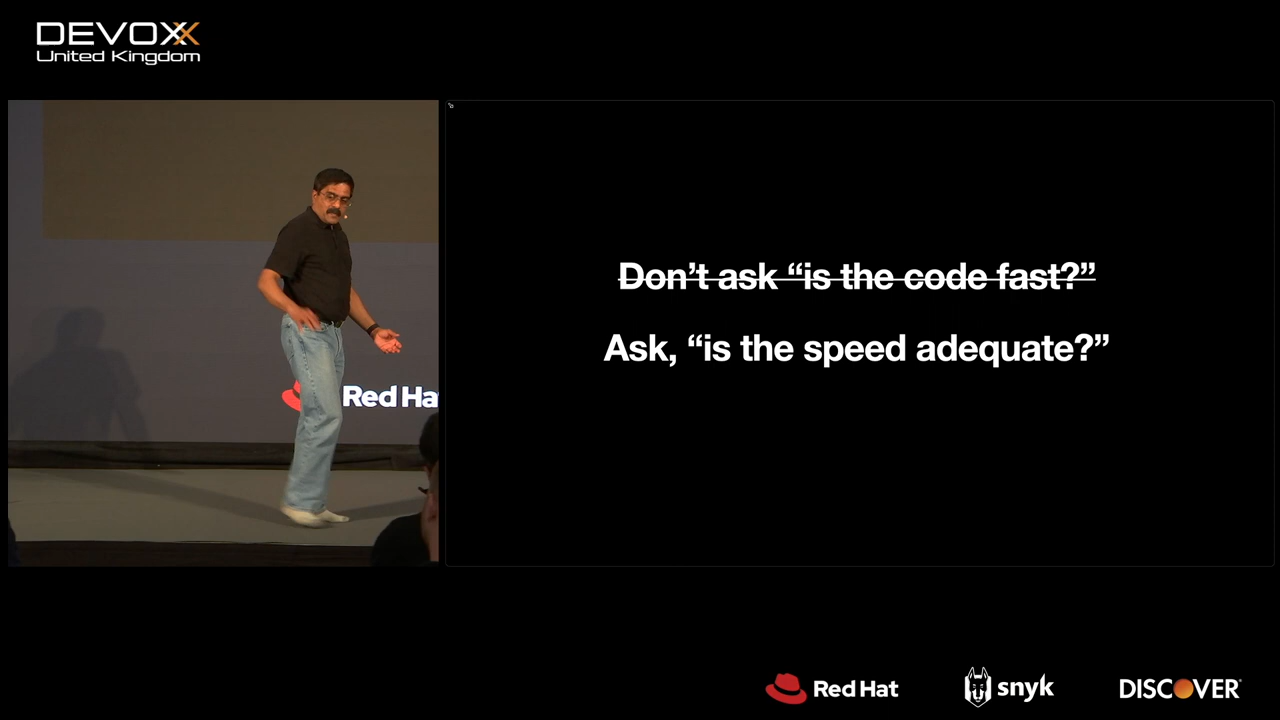 DEVOXX
United Kingdom
Red Ha
Don't ask “is the code fast?”
Ask, “is the speed adequate?”
Red Hat
snyk
DISCOVER